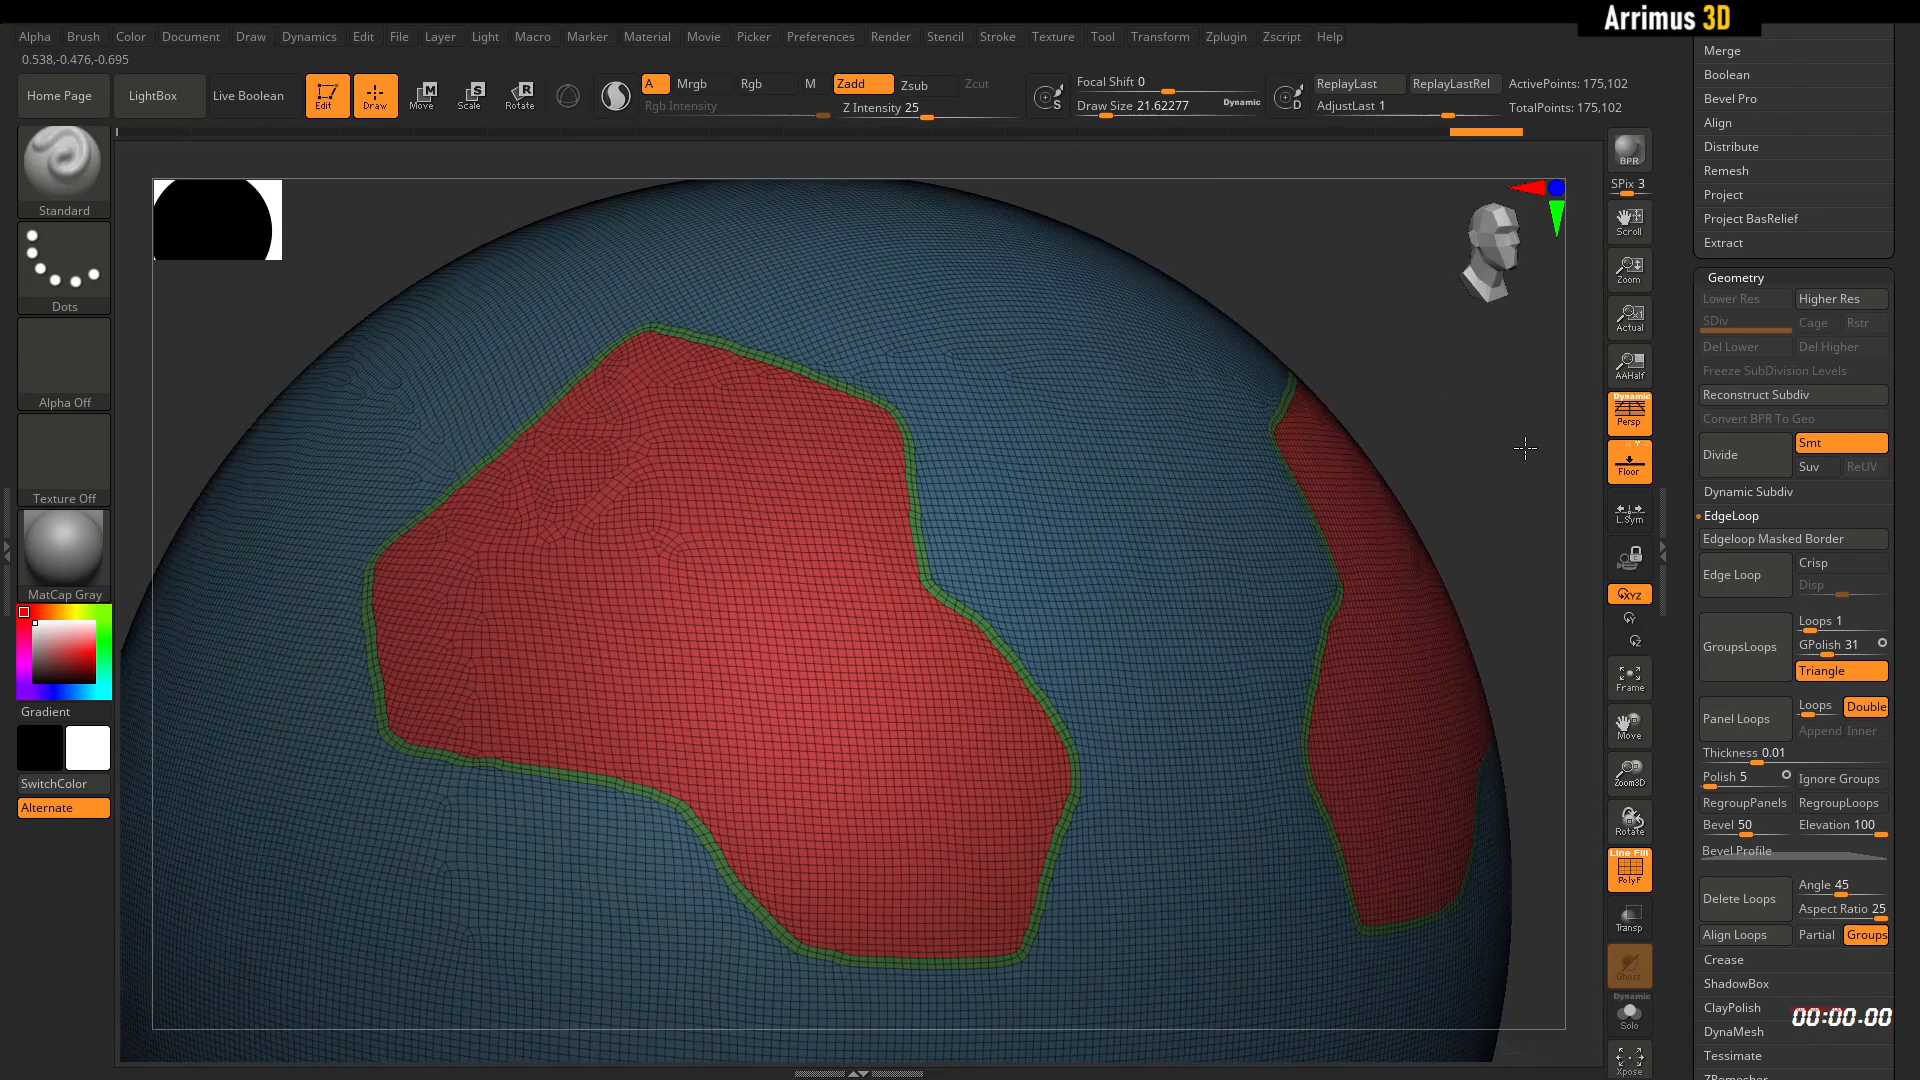 Arrimus 3D
Alpha Brush Color Document Draw Dynamics Edit File Layer Light Macro Marker Material Movie Picker Preferences Render Stencil Stroke Texture Tool Transform Zplugin Zscript Help
0.538,-0.476,-0.695
Home Page LightBox Live Boolean Edit Draw Move Scale Rotate
M S R
A Mrgb Rgb M Zadd Zsub Zcut
Rgb Intensity Z Intensity 25
S Focal Shift 0
Draw Size 21.62277 Dynamic
D ReplayLast ReplayLastRel ActivePoints: 175,102
AdjustLast 1 TotalPoints: 175,102
Standard
Dots
Alpha Off
Texture Off
MatCap Gray
Gradient
SwitchColor
Alternate
BPR
SPix 3
Scroll
Zoom
Actual
AAHalf
Dynamic
Persp
Floor
L.Sym
XYZ
Y
Z
Frame
Move
Zoom3D
Rotate
Line Fill
PolyF
Transp
Ghost
Dynamic
Solo
Xpose
Merge
Boolean
Bevel Pro
Align
Distribute
Remesh
Project
Project BasRelief
Extract
Geometry
Lower Res Higher Res
SDiv Cage Rstr
Del Lower Del Higher
Freeze SubDivision Levels
Reconstruct Subdiv
Convert BPR To Geo
Divide Smt
Suv ReUV
Dynamic Subdiv
EdgeLoop
Edgeloop Masked Border
Edge Loop Crisp
Disp
GroupsLoops Loops 1
GPolish 31
Triangle
Panel Loops Loops Double
Append Inner
Thickness 0.01
Polish 5 Ignore Groups
RegroupPanels RegroupLoops
Bevel 50 Elevation 100
Bevel Profile
Delete Loops Angle 45
Aspect Ratio 25
Align Loops Partial Groups
Crease
ShadowBox
ClayPolish
00:00.00
DynaMesh
Tessimate